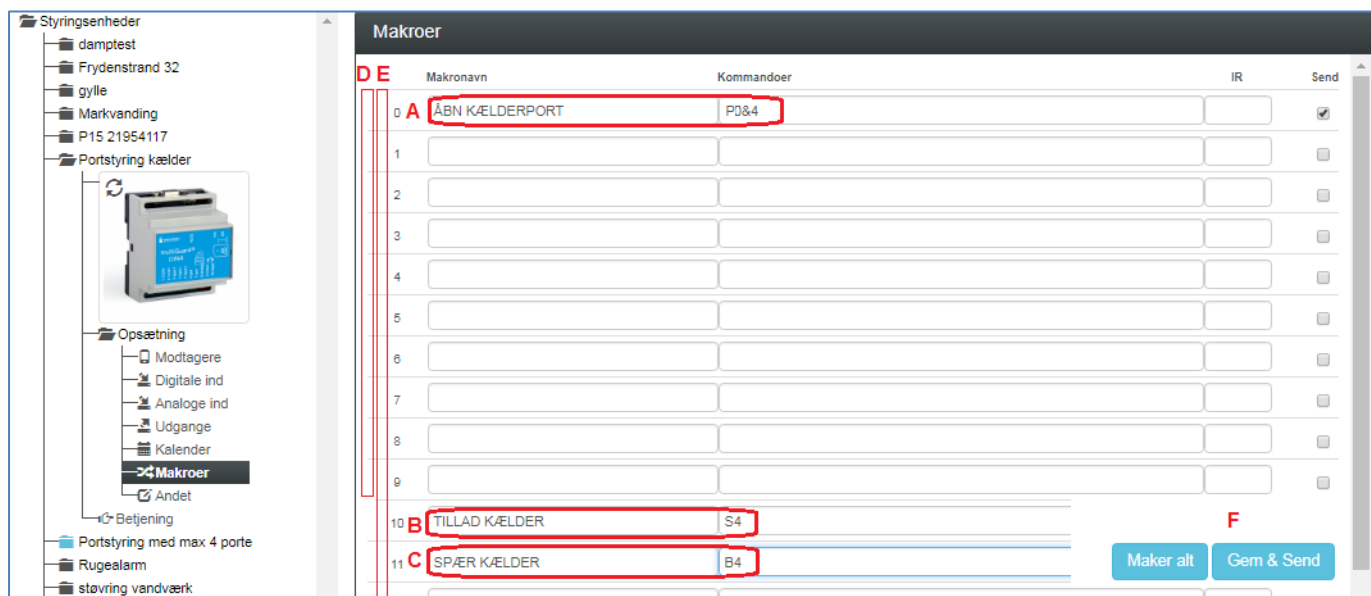 Styringsenheder
damptest
Frydenstrand 32
gylle
Markvanding
P15 21954117
Portstyring kælder
Opsætning
Modtagere
Digitale ind
Analoge ind
Udgange
Kalender
Makroer
Andet
Betjening
Portstyring med max 4 porte
Rugealarm
støvring vandværk
Makroer
D E Makronavn Kommandoer IR Send
0 A ÅBN KÆLDERPORT P0&4
1
2
3
4
5
6
7
8
9
10 B TILLAD KÆLDER S4 F
11 C SPÆR KÆLDER B4 Maker alt Gem & Send